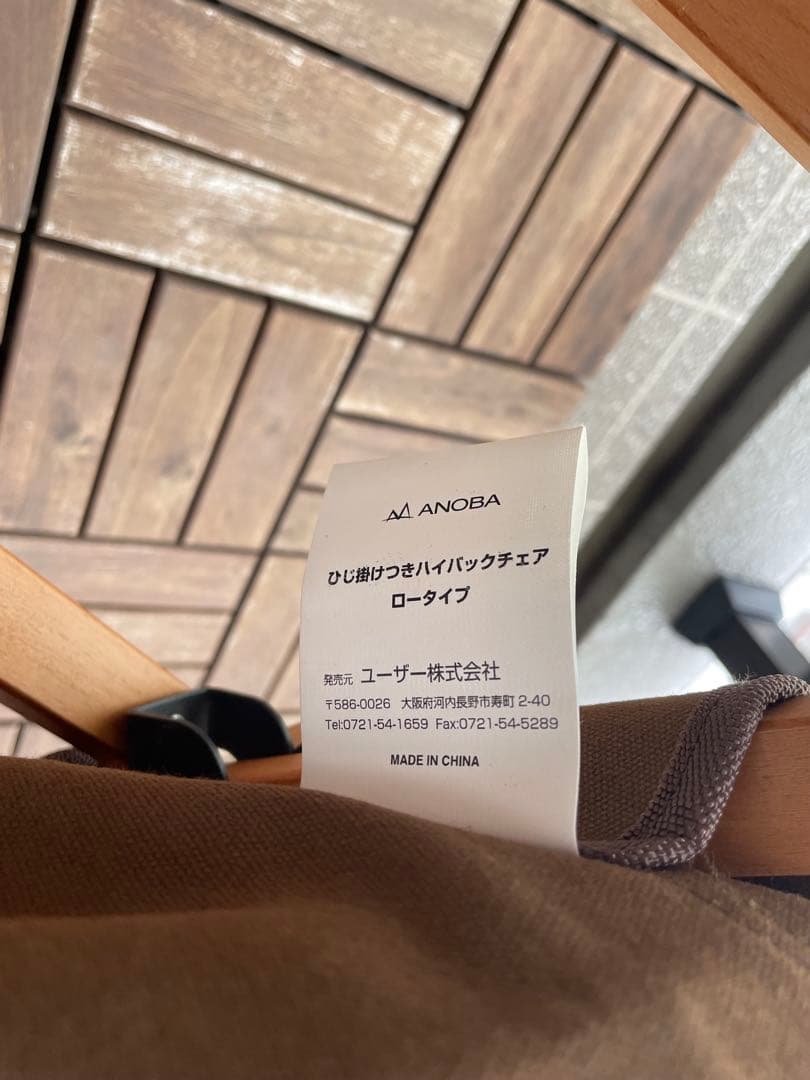 ANOBA
ひじ掛けつきハイバックチェア
ロータイプ
発売元 ユーザー株式会社
〒586-0026 大阪府河内長野市寿町 2-40
Tel:0721-54-1659 Fax:0721-54-5289
MADE IN CHINA